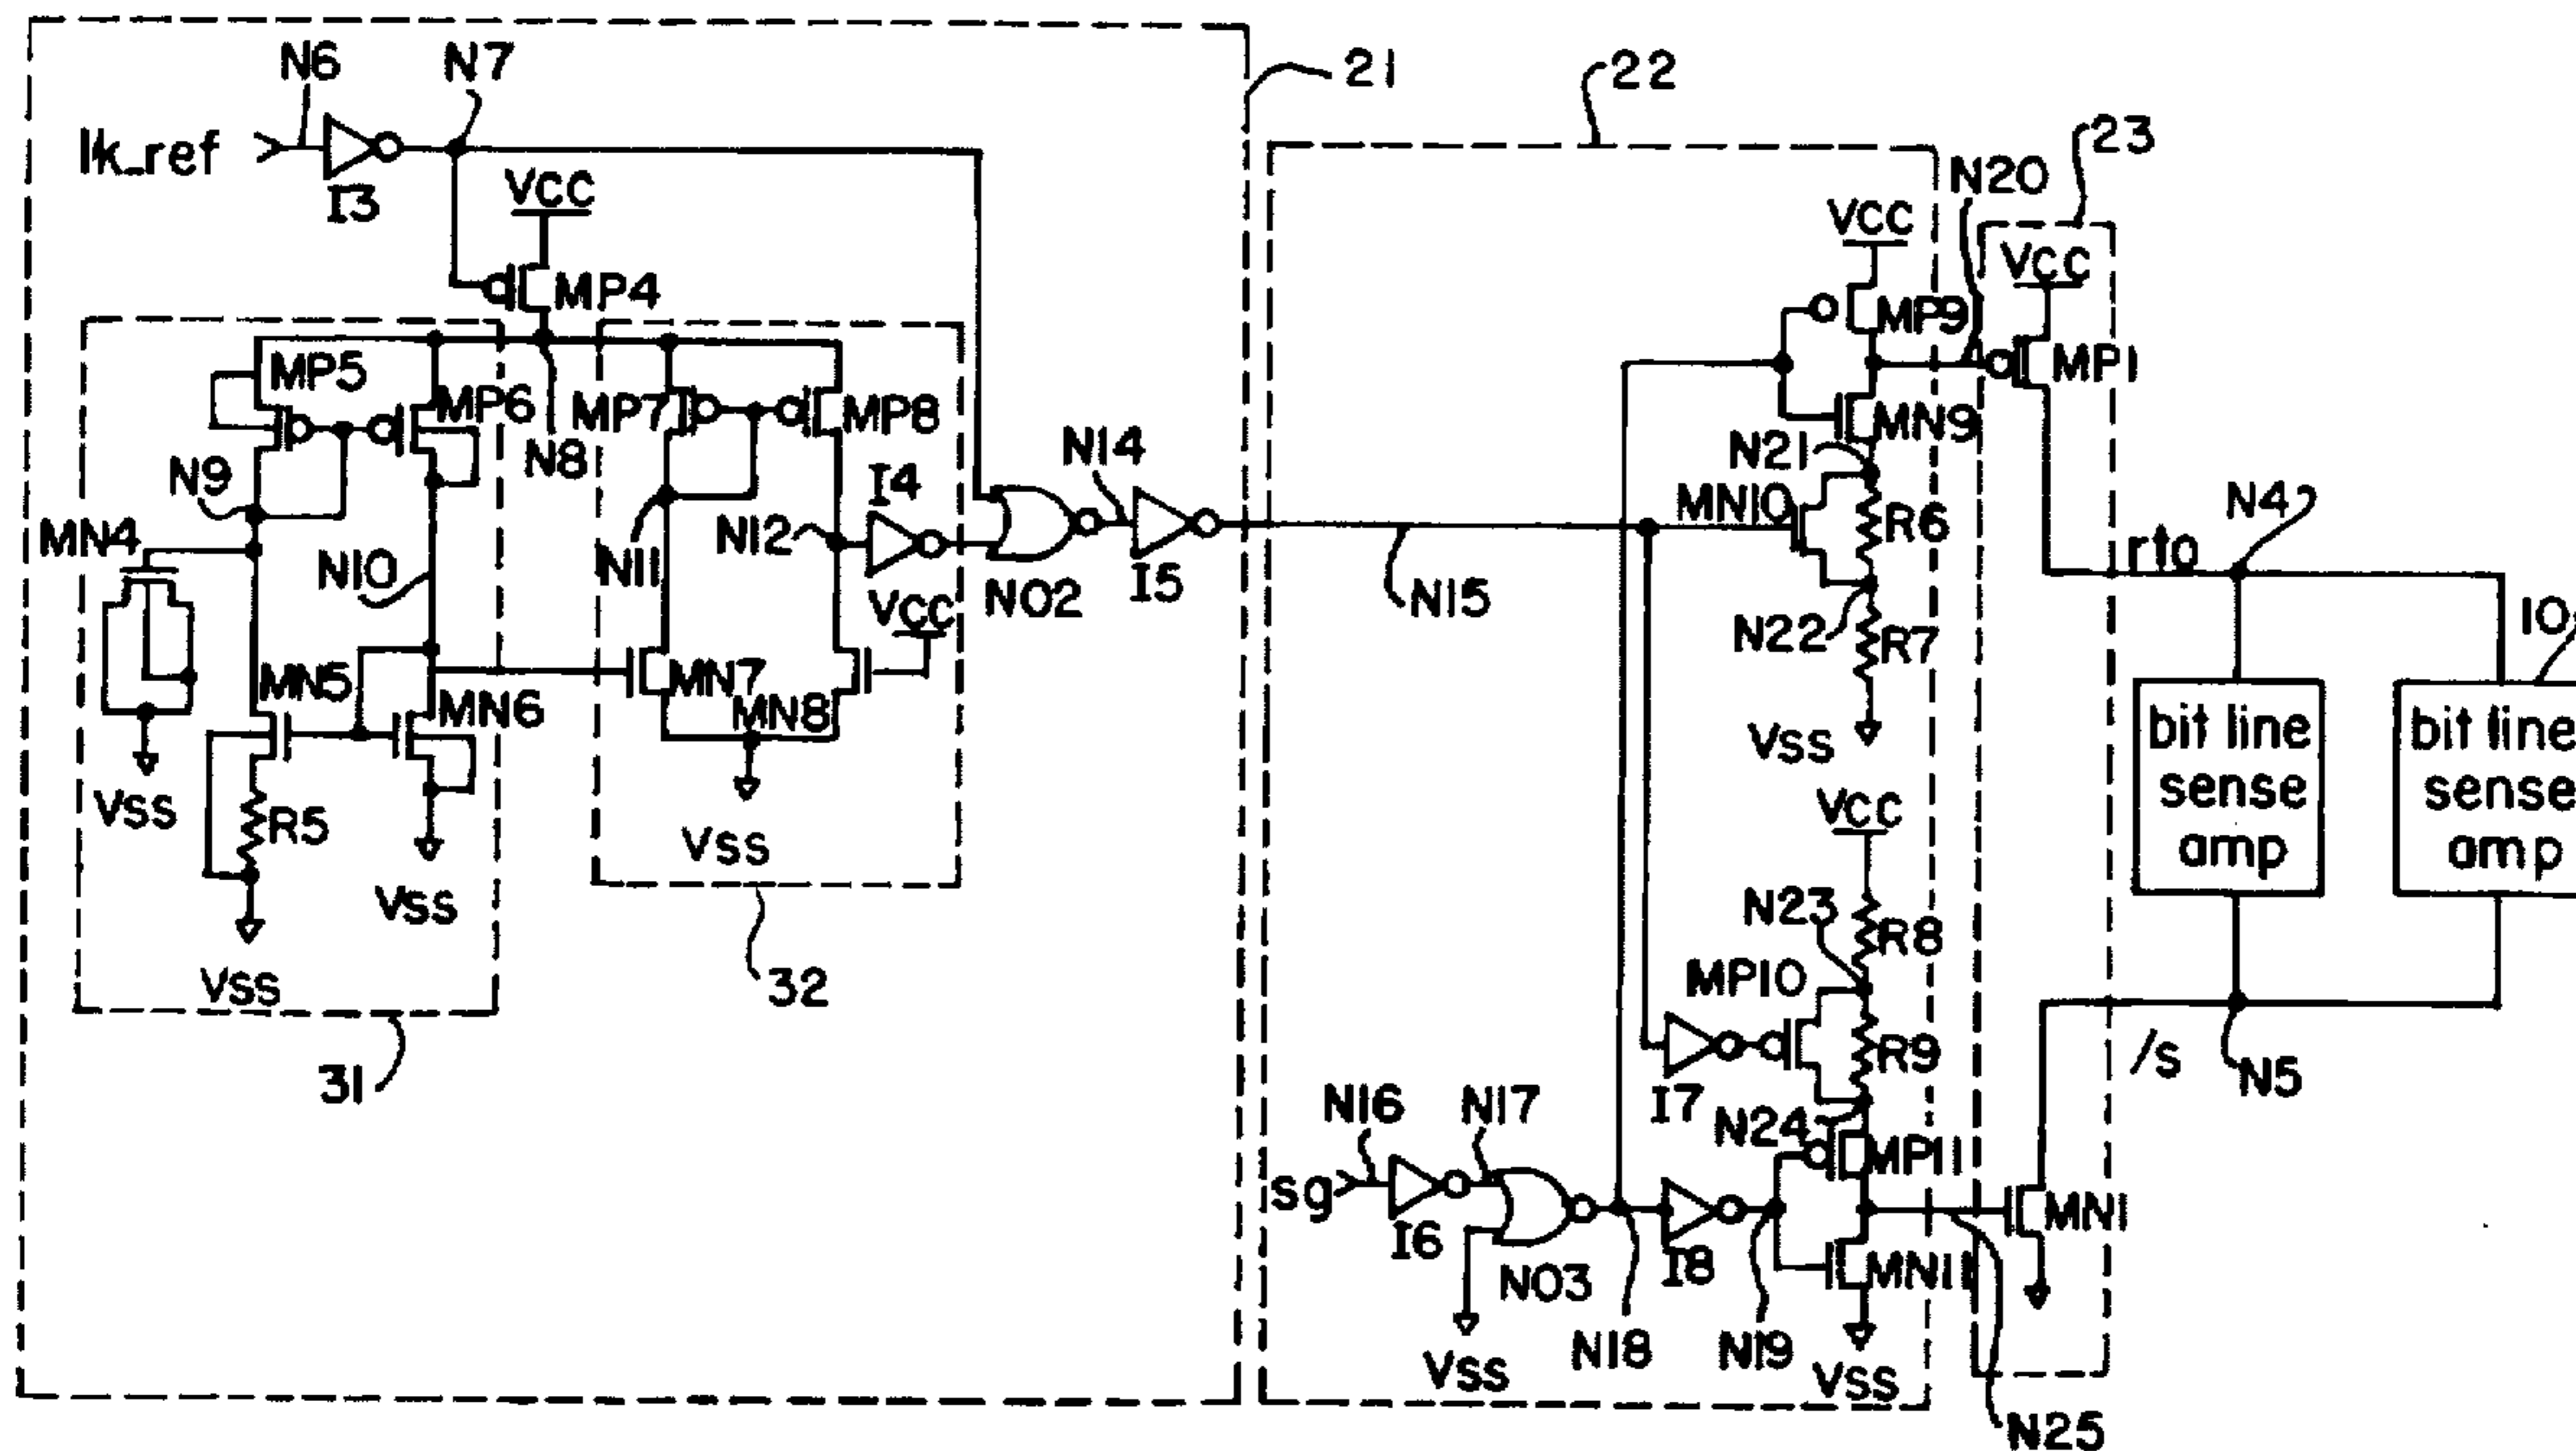 N6
N7
21
22
lk_ref
I3
VCC
MP4
23
N20
VCC
MP9
VCC
MP1
MP5
MP6
N8
MP7
MP8
MN9
N21
N9
MN4
N10
N11
N12
I4
VCC
N14
NO2
I5
N15
MN10
R6
N22
R7
VSS
rto
N4
10
MN5
MN6
MN7
MN8
VSS
R5
VSS
VSS
VSS
31
32
bit line
sense
amp
bit line
sense
amp
VCC
N23
R8
MP10
R9
I7
N24
MP11
/s
N5
N16
N17
sg
I6
NO3
VSS
N18
I8
N19
MN11
VSS
MN1
N25